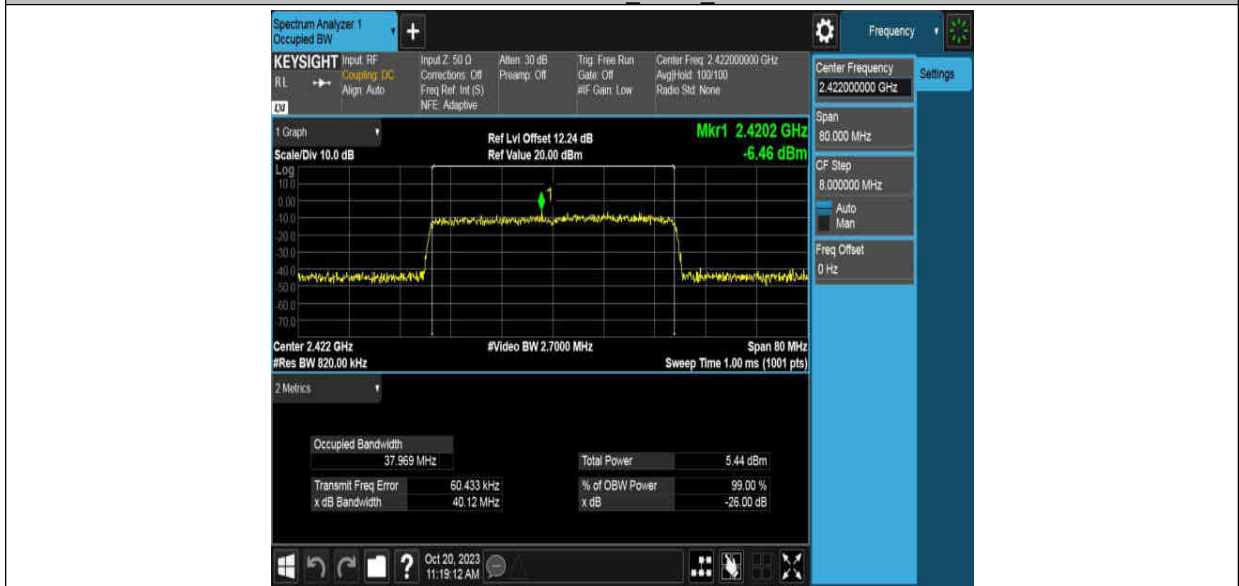 Spectrum Analyzer 1
Occupied BW
+
Frequency
KEYSIGHT Input: RF Input Z: 50 Ω Atten: 30 dB Trig: Free Run Center Freq: 2.422000000 GHz
RL Coupling: DC Corrections: Off Preamp: Off Gate: Off Avg|Hold: 100/100
Align: Auto Freq Ref: Int (S) #IF Gain: Low Radio Std: None
LXI NFE: Adaptive
Center Frequency
2.422000000 GHz
Settings
Span
80.000 MHz
CF Step
8.000000 MHz
Auto
Man
Freq Offset
0 Hz
1 Graph
Ref Lvl Offset 12.24 dB Mkr1 2.4202 GHz
Scale/Div 10.0 dB Ref Value 20.00 dBm -6.46 dBm
Log
10.0
0.00
-10.0
-20.0
-30.0
-40.0
-50.0
-60.0
-70.0
1
Center 2.422 GHz #Video BW 2.7000 MHz Span 80 MHz
#Res BW 820.00 kHz Sweep Time 1.00 ms (1001 pts)
2 Metrics
Occupied Bandwidth
37.969 MHz Total Power 5.44 dBm
Transmit Freq Error 60.433 kHz % of OBW Power 99.00 %
x dB Bandwidth 40.12 MHz x dB -26.00 dB
? Oct 20, 2023
11:19:12 AM